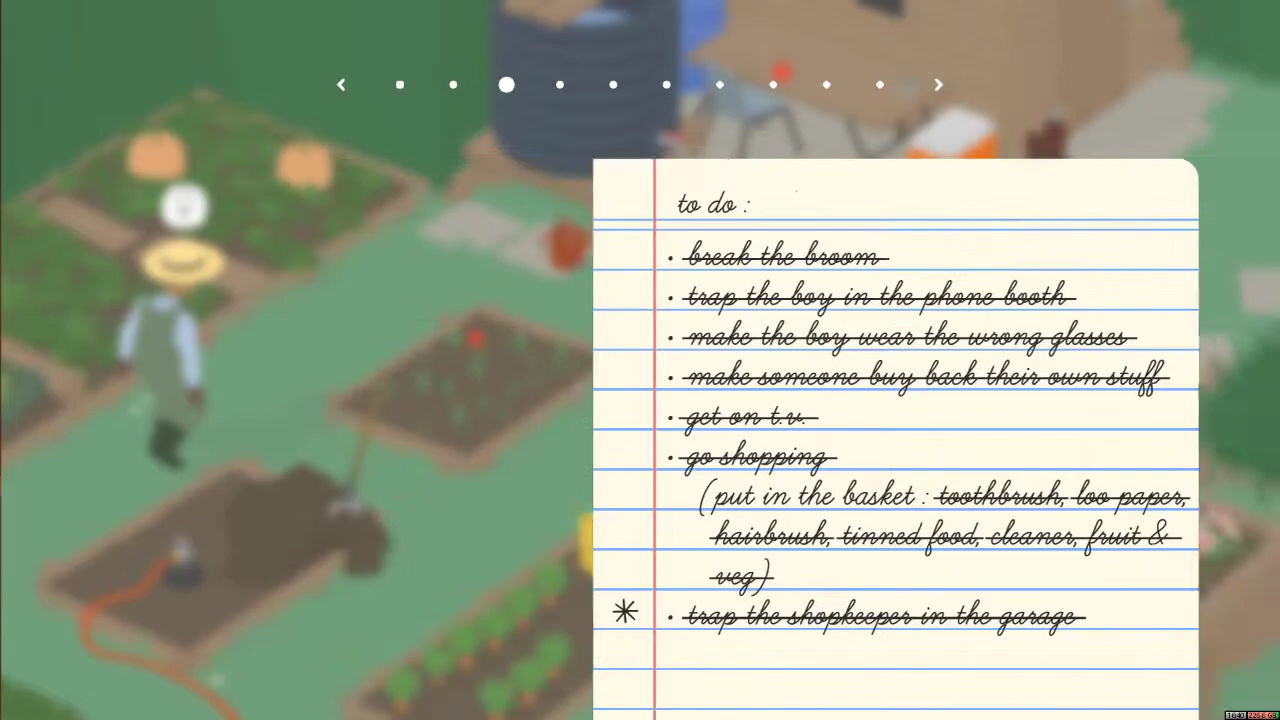 to do :
• break the broom
• trap the boy in the phone booth
• make the boy wear the wrong glasses
• make someone buy back their own stuff
• get on t.v.
• go shopping
(put in the basket : toothbrush, loo paper,
hairbrush, tinned food, cleaner, fruit &
veg)
• trap the shopkeeper in the garage